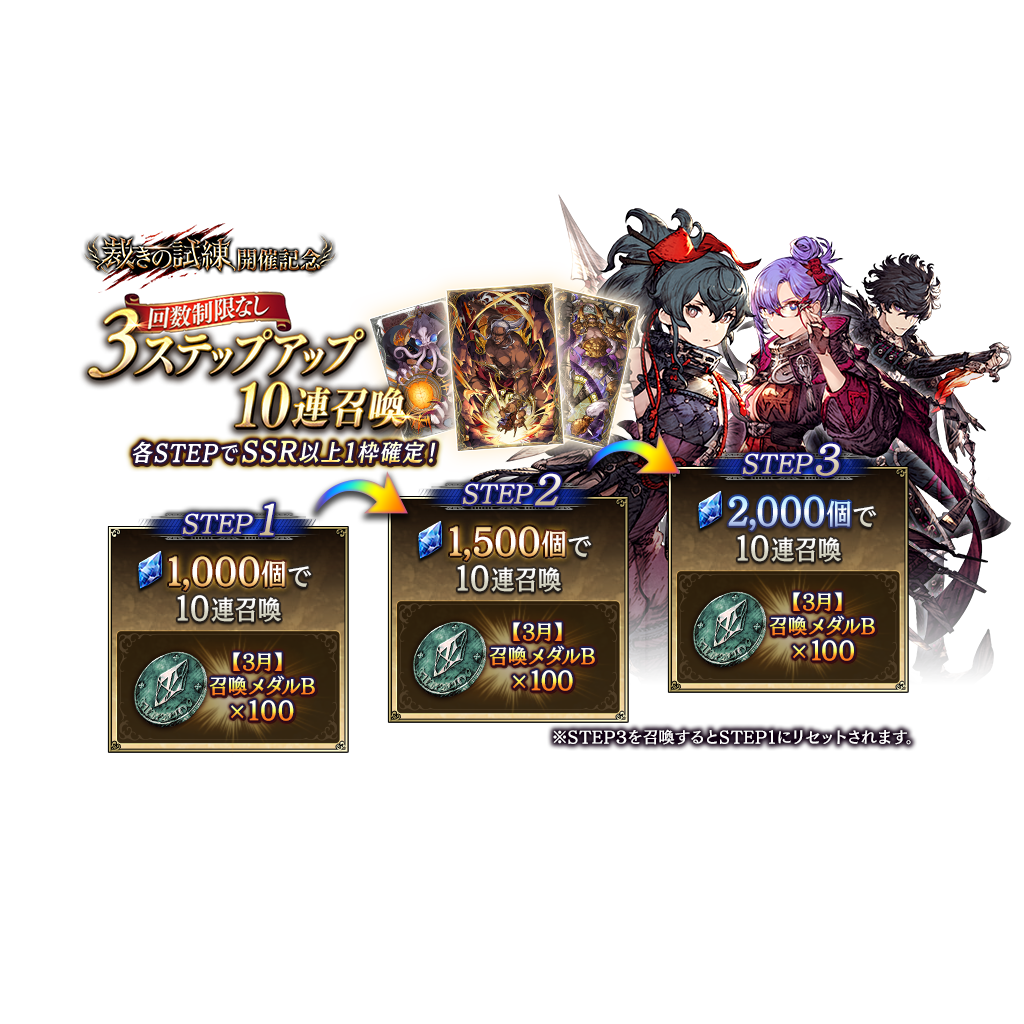 裁きの試練 開催記念
回数制限なし
3ステップアップ
10連召喚
各STEPでSSR以上1枠確定!
STEP 1
1,000個で
10連召喚
【3月】
召喚メダルB
×100
STEP 2
1,500個で
10連召喚
【3月】
召喚メダルB
×100
STEP 3
2,000個で
10連召喚
【3月】
召喚メダルB
×100
※STEP3を召喚するとSTEP1にリセットされます。